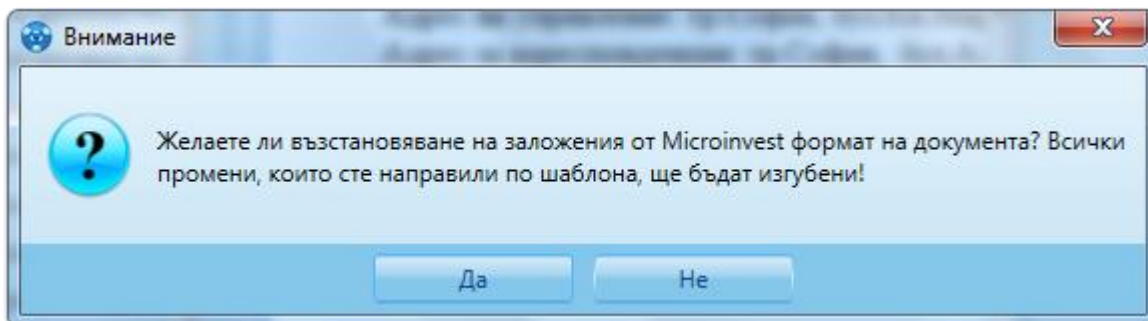 Внимание
Желаете ли възстановяване на заложения от Microinvest формат на документа? Всички
промени, които сте направили по шаблона, ще бъдат изгубени!
Да
Не